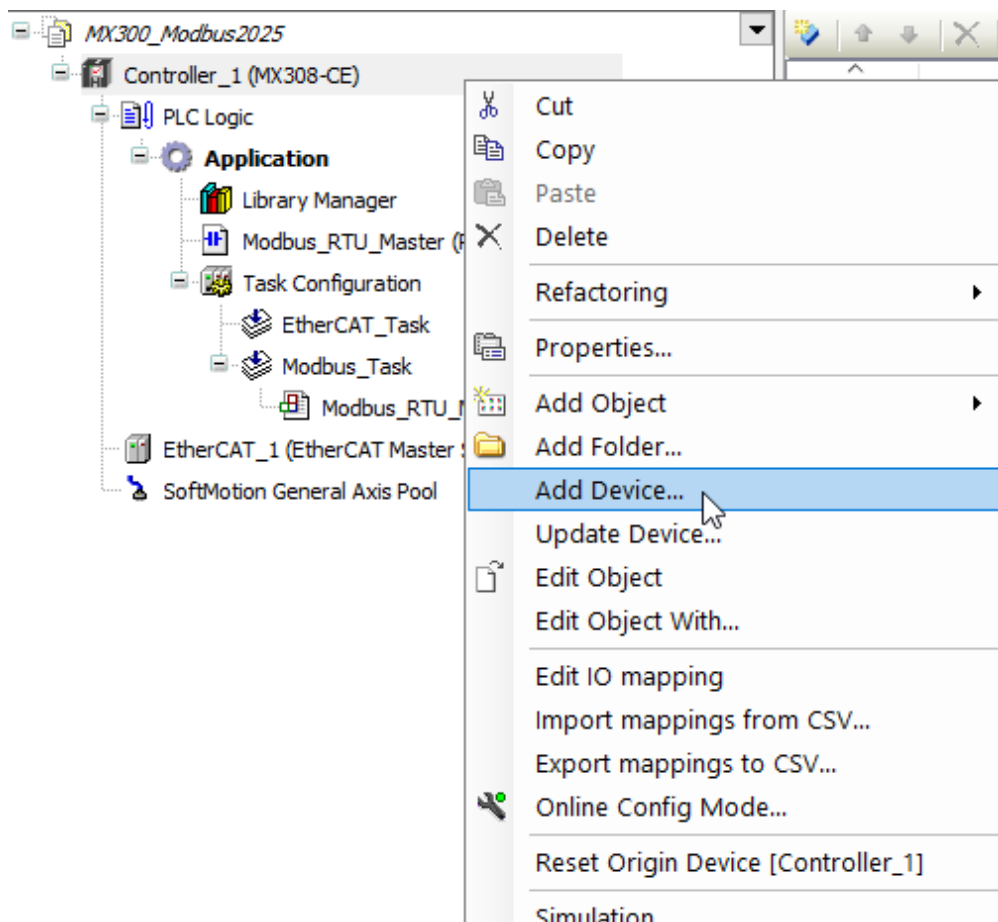 MX300_Modbus2025
Controller_1 (MX308-CE)
PLC Logic
Application
Library Manager
Modbus_RTU_Master
Task Configuration
EtherCAT_Task
Modbus_Task
Modbus_RTU_
EtherCAT_1 (EtherCAT Master
SoftMotion General Axis Pool
Cut
Copy
Paste
Delete
Refactoring
Properties...
Add Object
Add Folder...
Add Device...
Update Device...
Edit Object
Edit Object With...
Edit IO mapping
Import mappings from CSV...
Export mappings to CSV...
Online Config Mode...
Reset Origin Device [Controller_1]
Simulation